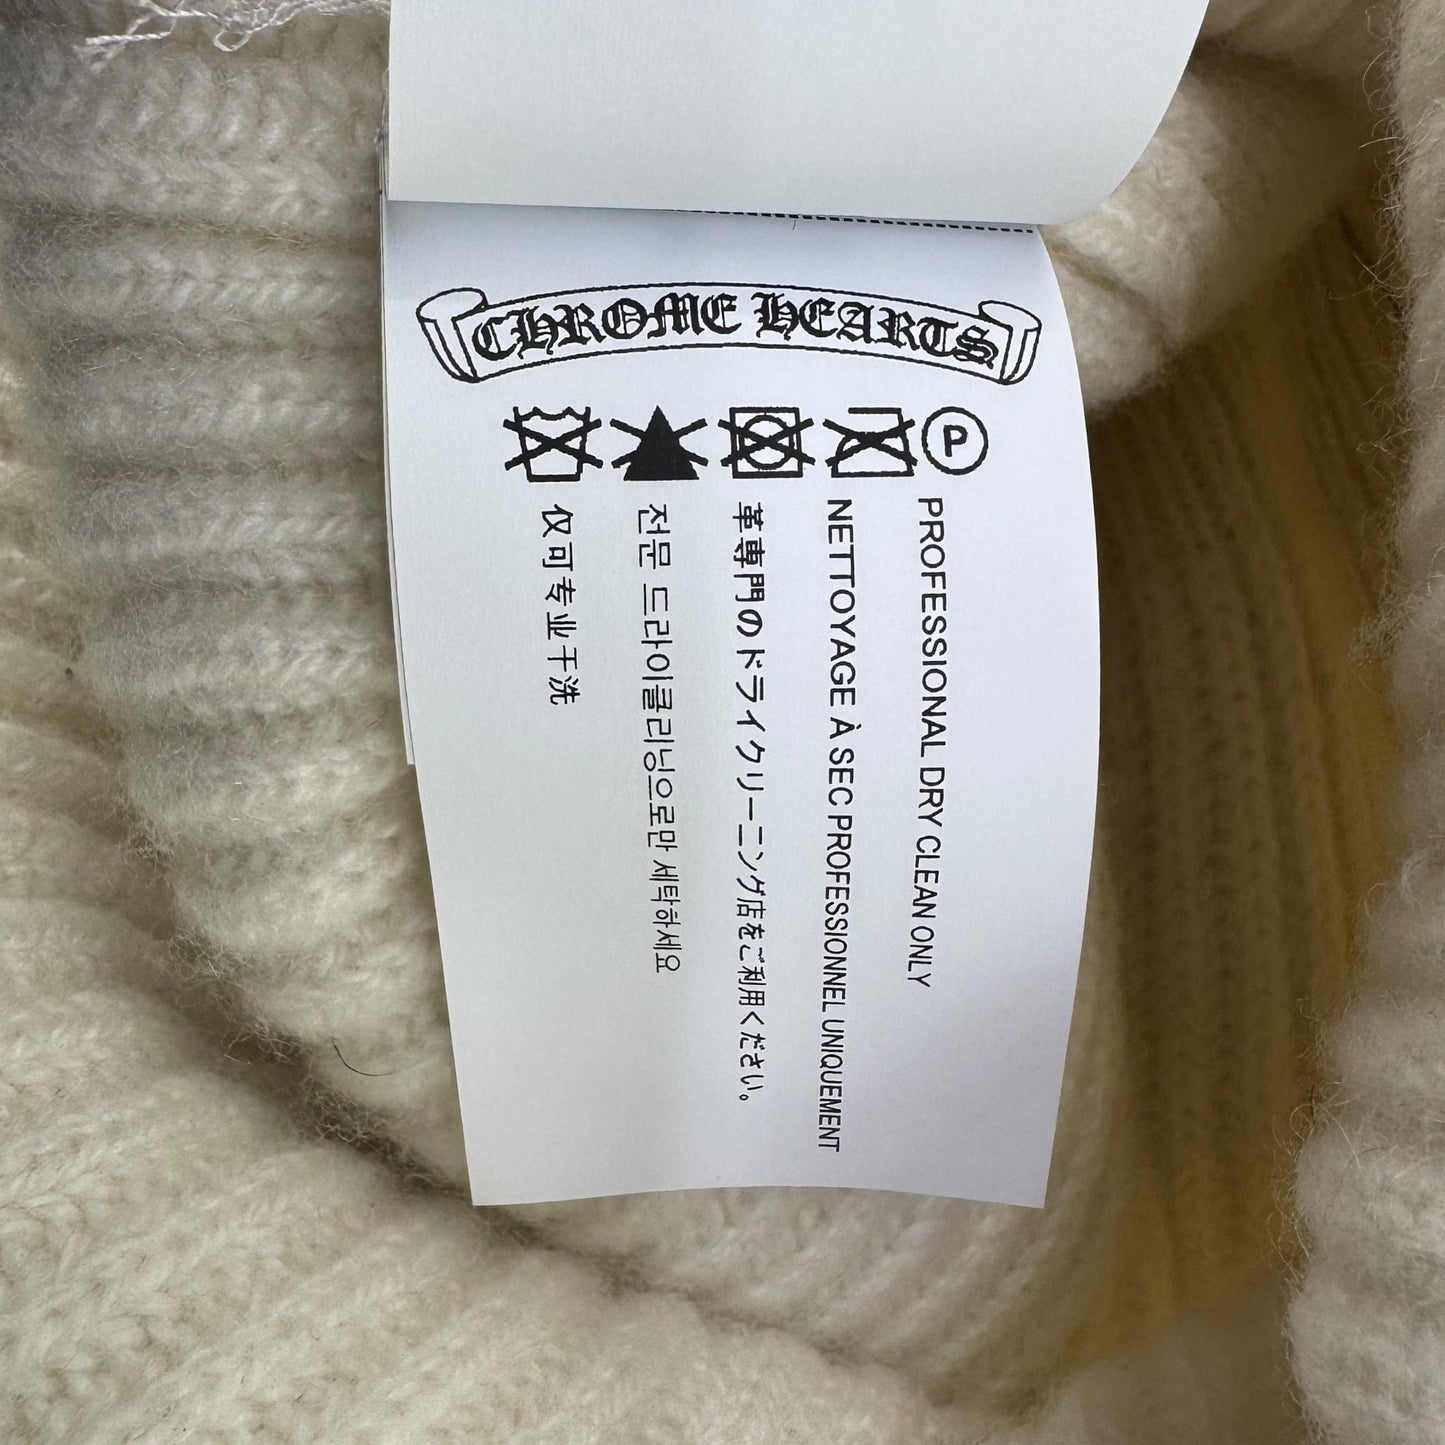 CHROME HEARTS
P
PROFESSIONAL DRY CLEAN ONLY
NETTOYAGE À SEC PROFESSIONNEL UNIQUEMENT
革専門のドライクリーニング店をご利用ください。
전문 드라이클리닝으로만 세탁하세요
仅可专业干洗